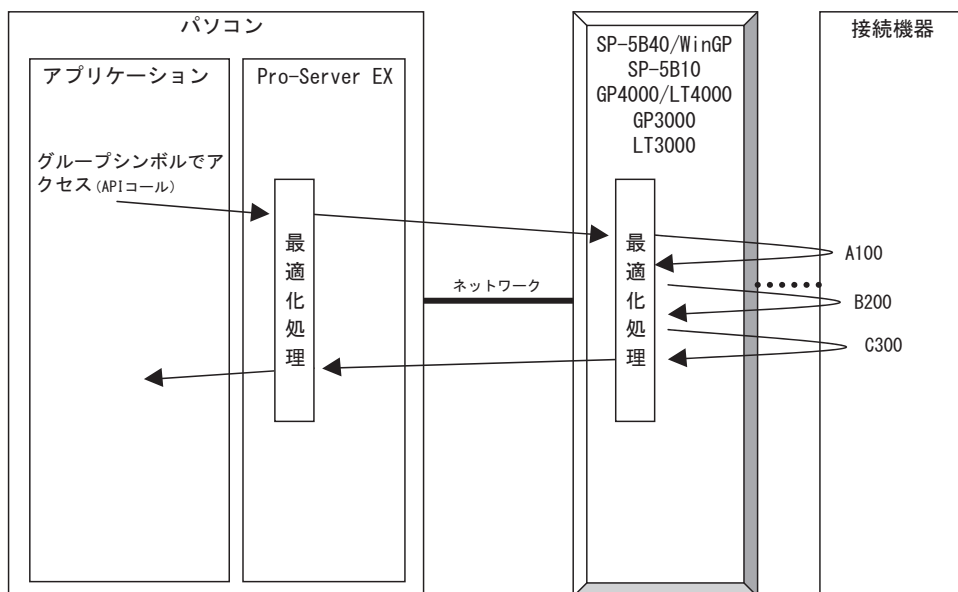 パソコン
アプリケーション
Pro-Server EX
グループシンボルでア
クセス(APIコール)
最適化処理
ネットワーク
SP-5B40/WinGP
SP-5B10
GP4000/LT4000
GP3000
LT3000
最適化処理
接続機器
A100
B200
C300